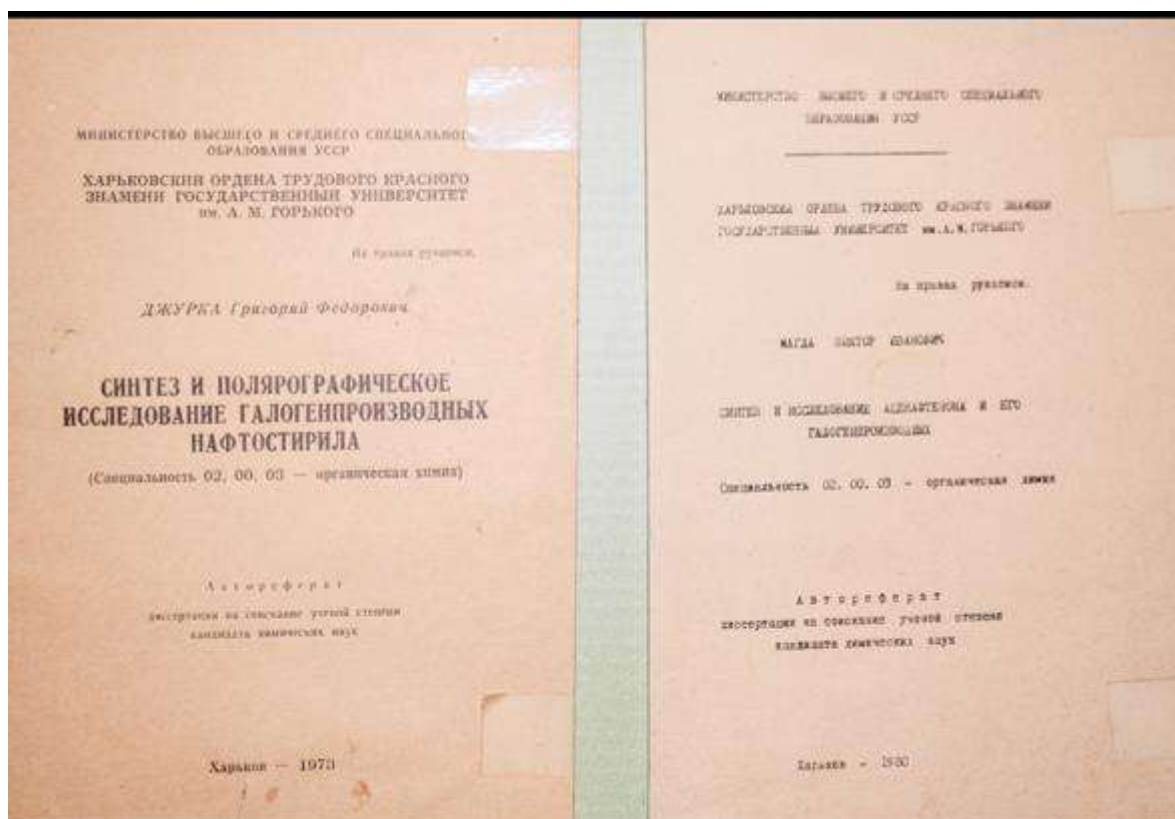 МИНИСТЕРСТВО ВЫСШЕГО И СРЕДНЕГО СПЕЦИАЛЬНОГО
ОБРАЗОВАНИЯ УССР
ХАРЬКОВСКИЙ ОРДЕНА ТРУДОВОГО КРАСНОГО
ЗНАМЕНИ ГОСУДАРСТВЕННЫЙ УНИВЕРСИТЕТ
им. А. М. ГОРЬКОГО
На правах рукописи.
ДЖУРКА Григорий Федорович
СИНТЕЗ И ПОЛЯРОГРАФИЧЕСКОЕ
ИССЛЕДОВАНИЕ ГАЛОГЕНПРОИЗВОДНЫХ
НАФТОСТИРИЛА
(Специальность 02. 00. 03 — органическая химия)
Автореферат
диссертации на соискание ученой степени
кандидата химических наук
Харьков — 1973
МИНИСТЕРСТВО ВЫСШЕГО И СРЕДНЕГО СПЕЦИАЛЬНОГО
ОБРАЗОВАНИЯ УССР
ХАРЬКОВСКИЙ ОРДЕНА ТРУДОВОГО КРАСНОГО ЗНАМЕНИ
ГОСУДАРСТВЕННЫЙ УНИВЕРСИТЕТ им.А.М.ГОРЬКОГО
На правах рукописи.
МАГДА ВИКТОР ИВАНОВИЧ
СИНТЕЗ И ИССЛЕДОВАНИЕ АЦЕНАФТЕНОНА И ЕГО
ГАЛОГЕНПРОИЗВОДНЫХ
Специальность 02. 00. 03 - органическая химия
Автореферат
диссертации на соискание ученой степени
кандидата химических наук
Харьков - 1980